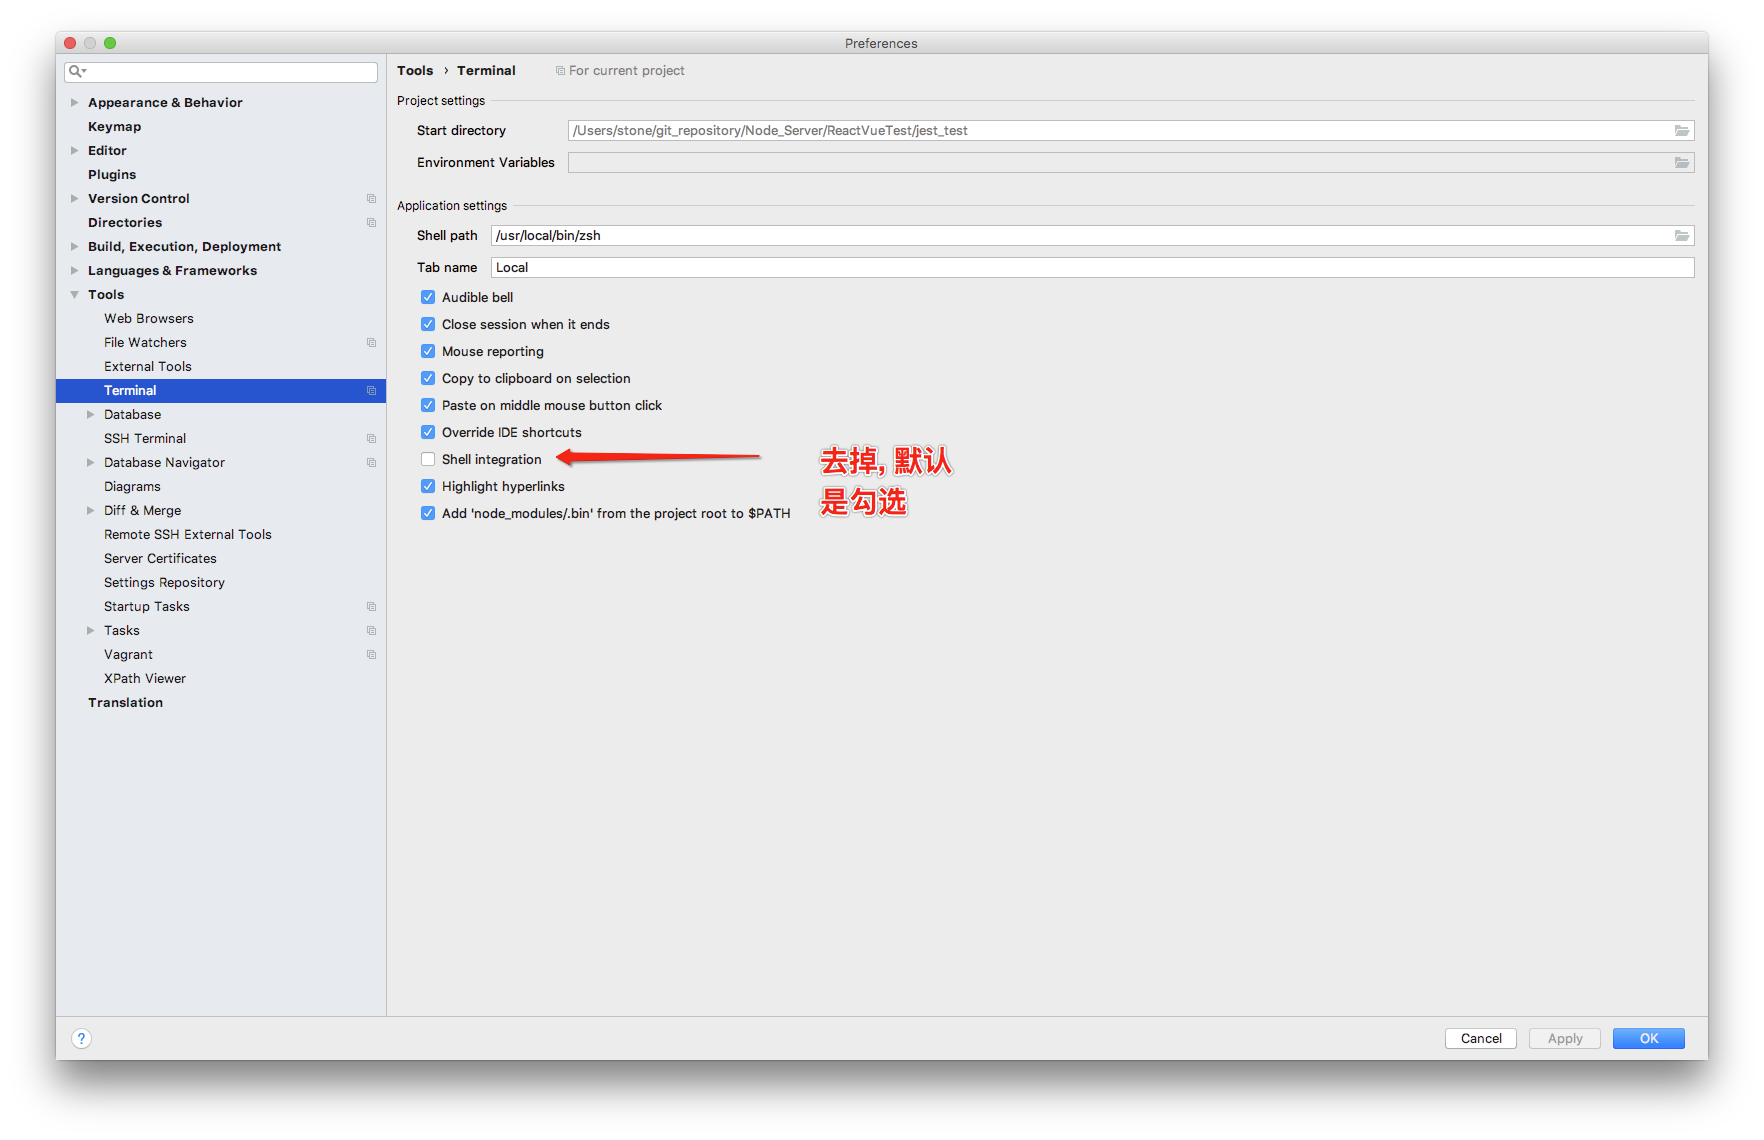 Preferences
Tools › Terminal
For current project
Appearance & Behavior
Keymap
Editor
Plugins
Version Control
Directories
Build, Execution, Deployment
Languages & Frameworks
Tools
Web Browsers
File Watchers
External Tools
Terminal
Database
SSH Terminal
Database Navigator
Diagrams
Diff & Merge
Remote SSH External Tools
Server Certificates
Settings Repository
Startup Tasks
Tasks
Vagrant
XPath Viewer
Translation
Project settings
Start directory /Users/stone/git_repository/Node_Server/ReactVueTest/jest_test
Environment Variables
Application settings
Shell path /usr/local/bin/zsh
Tab name Local
Audible bell
Close session when it ends
Mouse reporting
Copy to clipboard on selection
Paste on middle mouse button click
Override IDE shortcuts
Shell integration
Highlight hyperlinks
Add 'node_modules/.bin' from the project root to $PATH
去掉, 默认
是勾选
?
Cancel
Apply
OK